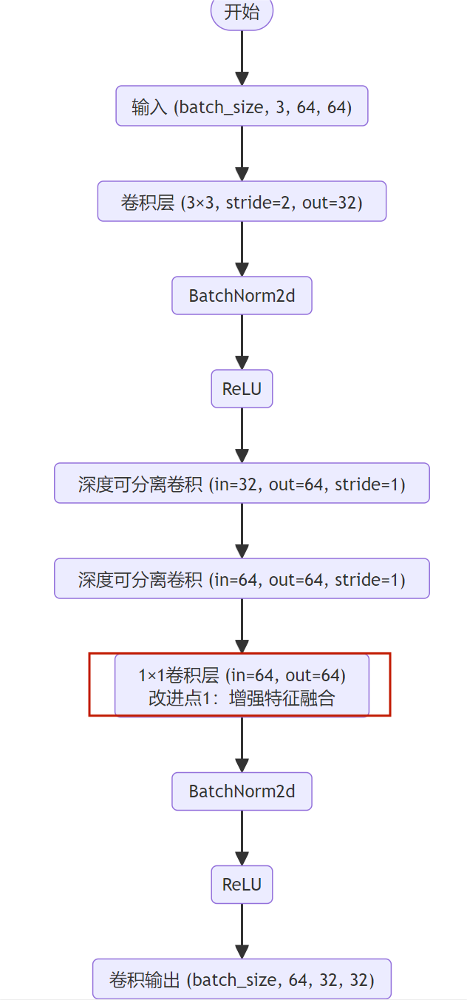 开始
输入 (batch_size, 3, 64, 64)
卷积层 (3×3, stride=2, out=32)
BatchNorm2d
ReLU
深度可分离卷积 (in=32, out=64, stride=1)
深度可分离卷积 (in=64, out=64, stride=1)
1×1卷积层 (in=64, out=64)
改进点1：增强特征融合
BatchNorm2d
ReLU
卷积输出 (batch_size, 64, 32, 32)